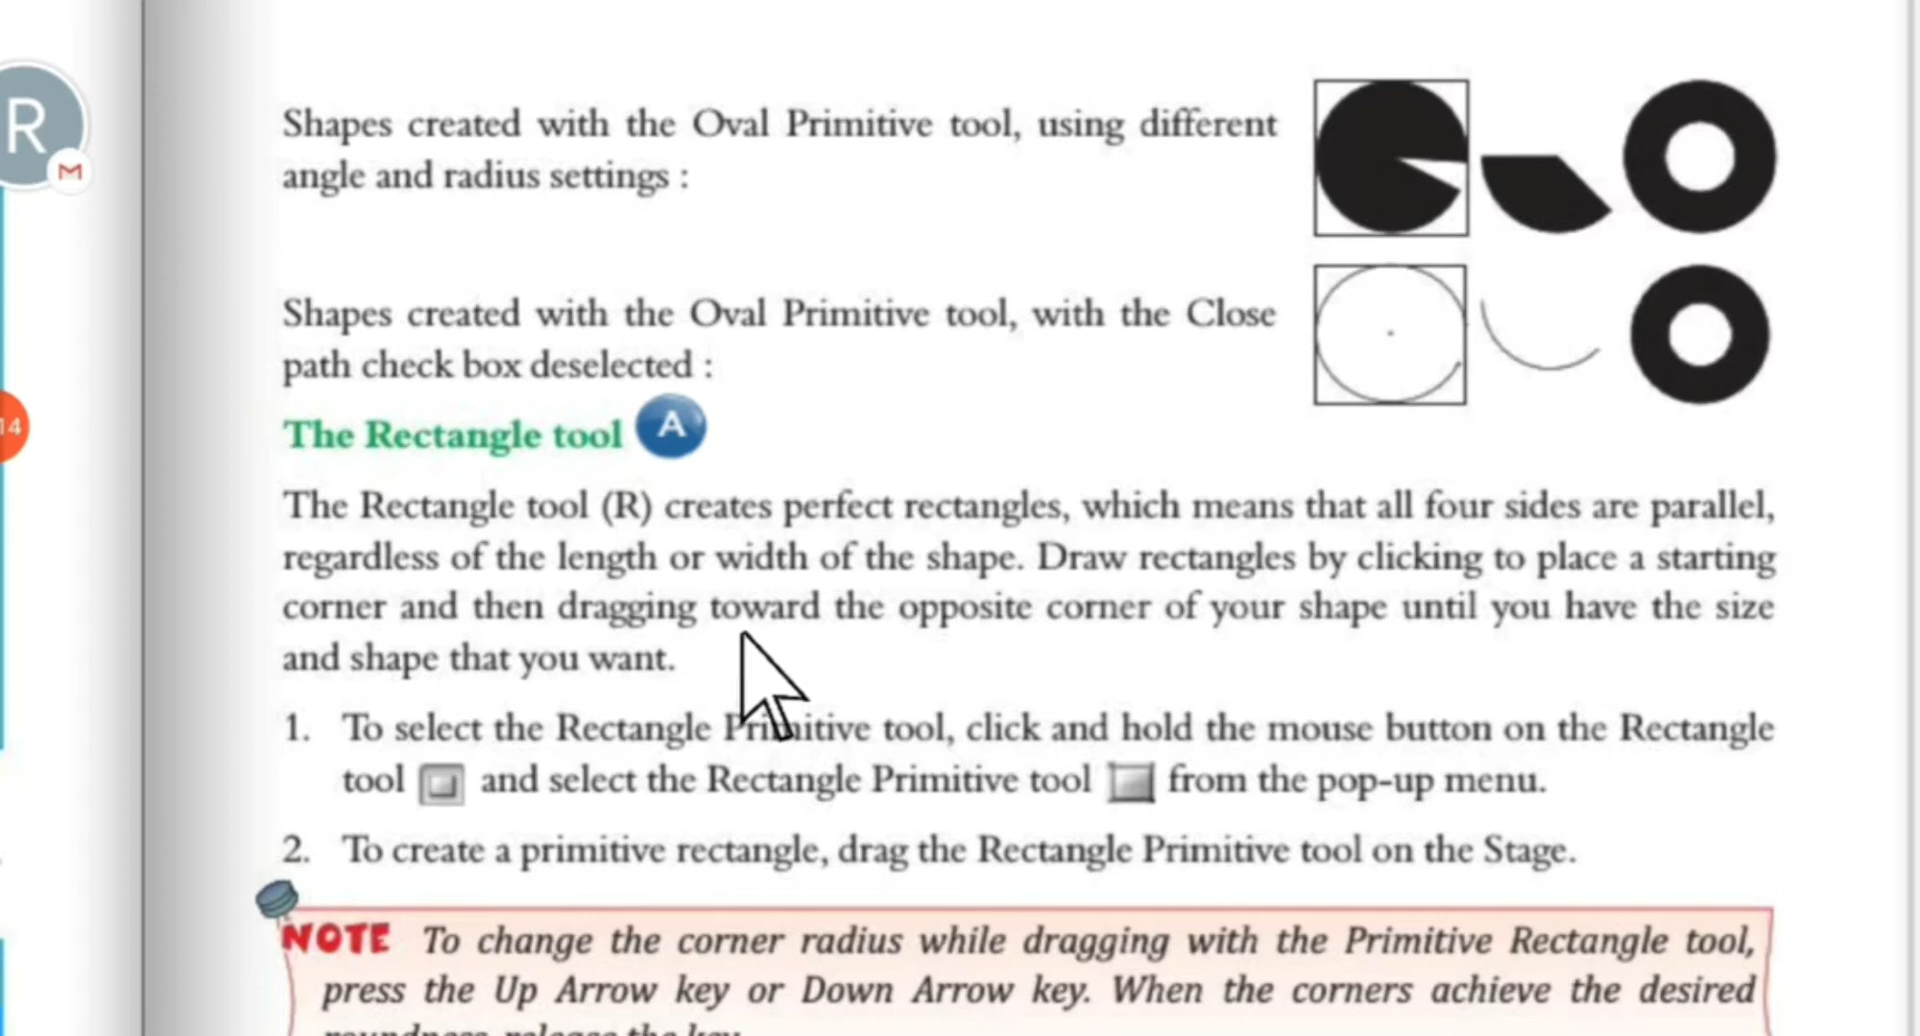 R
14
Shapes created with the Oval Primitive tool, using different
angle and radius settings :
Shapes created with the Oval Primitive tool, with the Close
path check box deselected :
The Rectangle tool A
The Rectangle tool (R) creates perfect rectangles, which means that all four sides are parallel,
regardless of the length or width of the shape. Draw rectangles by clicking to place a starting
corner and then dragging toward the opposite corner of your shape until you have the size
and shape that you want.
1. To select the Rectangle Primitive tool, click and hold the mouse button on the Rectangle
tool and select the Rectangle Primitive tool from the pop-up menu.
2. To create a primitive rectangle, drag the Rectangle Primitive tool on the Stage.
NOTE To change the corner radius while dragging with the Primitive Rectangle tool,
press the Up Arrow key or Down Arrow key. When the corners achieve the desired
roundness, release the key.